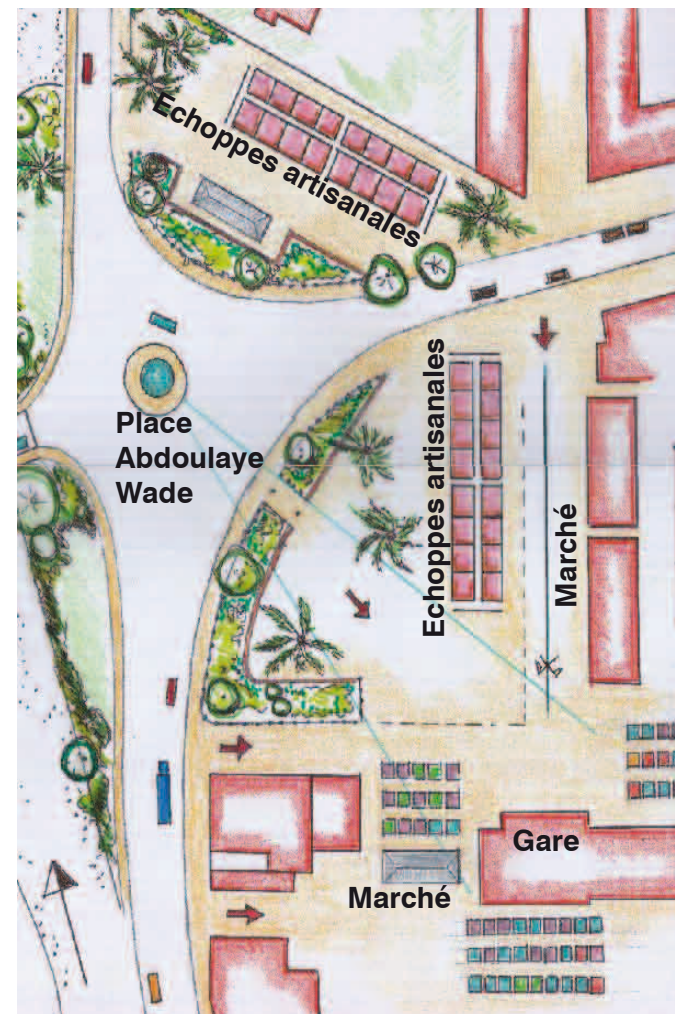 Echoppes artisanales
Place
Abdoulaye
Wade
Echoppes artisanales
Marché
Gare
Marché